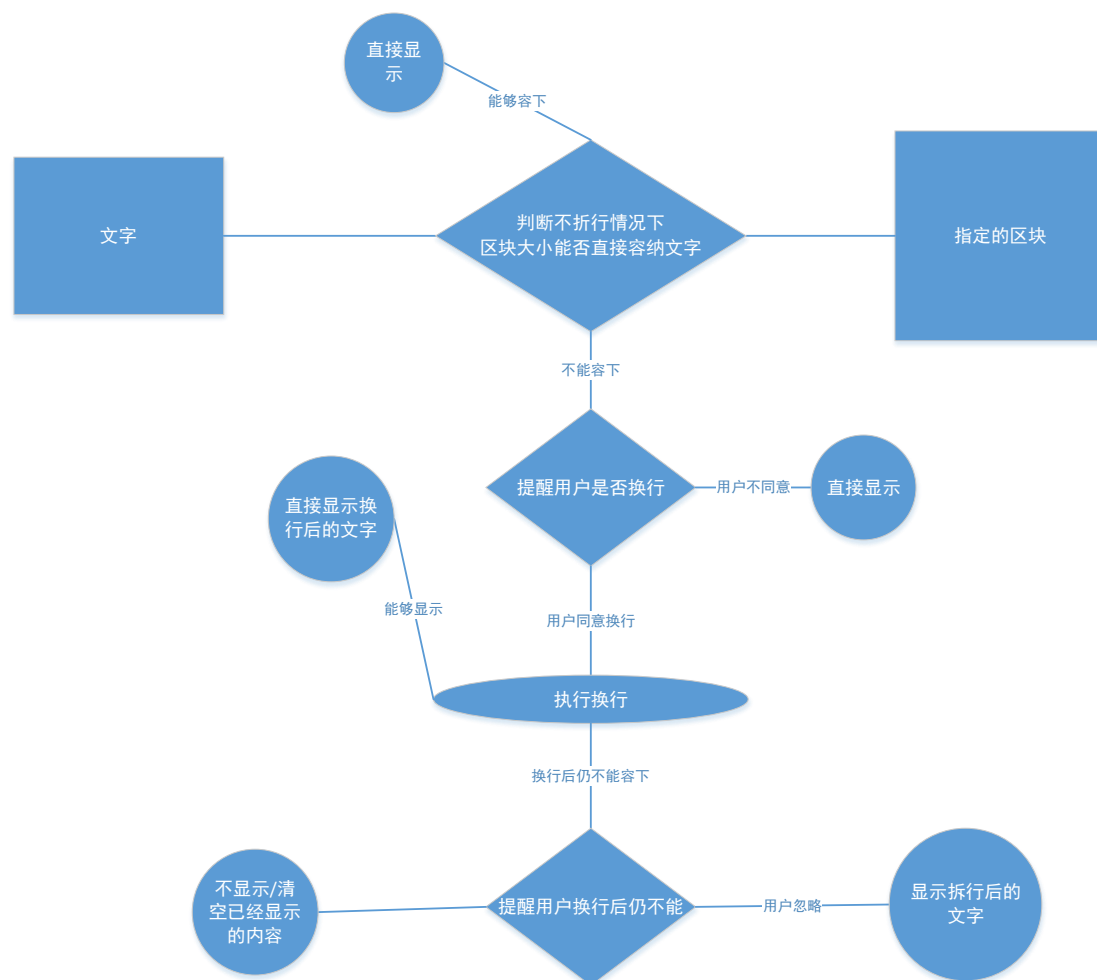 直接显
示
能够容下
文字
判断不折行情况下
区块大小能否直接容纳文字
指定的区块
不能容下
提醒用户是否换行
用户不同意
直接显示
直接显示换
行后的文字
能够显示
用户同意换行
执行换行
换行后仍不能容下
不显示/清
空已经显示
的内容
提醒用户换行后仍不能
用户忽略
显示拆行后的
文字